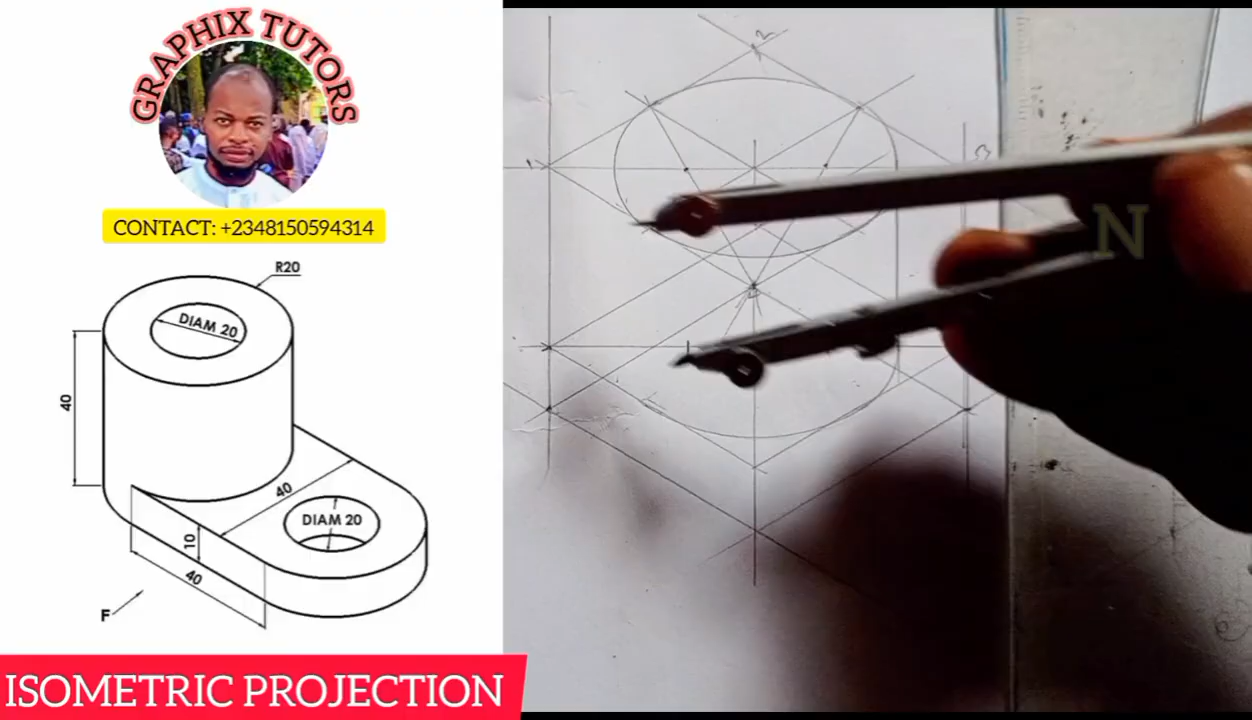 GRAPHIX TUTORS
CONTACT: +2348150594314
R20
DIAM 20
40
40
DIAM 20
10
40
F
ISOMETRIC PROJECTION
N